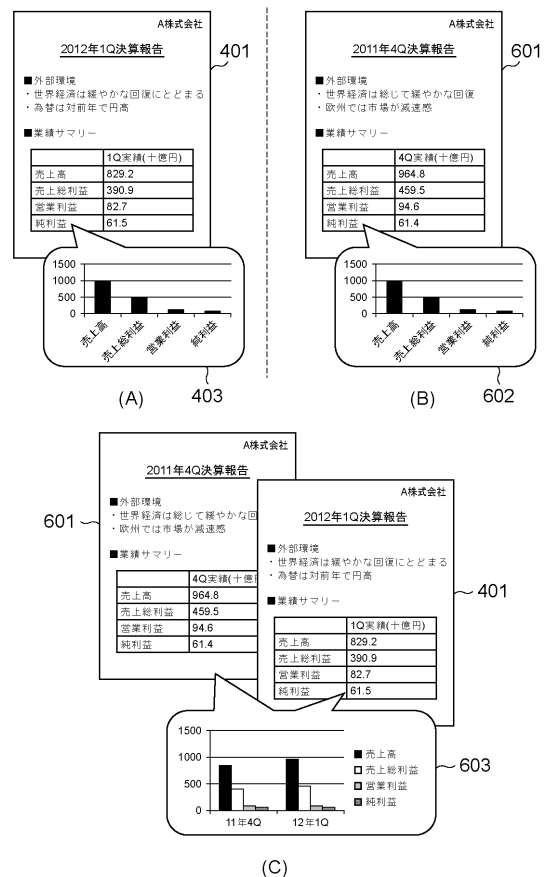 A株式会社
2012年1Q決算報告
401
■外部環境
・世界経済は緩やかな回復にとどまる
・為替は対前年で円高
■業績サマリー
1Q実績(十億円)
売上高 829.2
売上総利益 390.9
営業利益 82.7
純利益 61.5
1500
1000
500
0
売上高 売上総利益 営業利益 純利益
403
(A)
A株式会社
2011年4Q決算報告
601
■外部環境
・世界経済は総じて緩やかな回復
・欧州では市場が減速感
■業績サマリー
4Q実績(十億円)
売上高 964.8
売上総利益 459.5
営業利益 94.6
純利益 61.4
1500
1000
500
0
売上高 売上総利益 営業利益 純利益
602
(B)
A株式会社
2011年4Q決算報告
601
■外部環境
・世界経済は総じて緩やかな回
・欧州では市場が減速感
■業績サマリー
4Q実績(十億
売上高 964.8
売上総利益 459.5
営業利益 94.6
純利益 61.4
A株式会社
2012年1Q決算報告
■外部環境
・世界経済は緩やかな回復にとどまる
・為替は対前年で円高
401
■業績サマリー
1Q実績(十億円)
売上高 829.2
売上総利益 390.9
営業利益 82.7
純利益 61.5
1500
1000
500
0
11年4Q 12年1Q
売上高
売上総利益
営業利益
純利益
603
(C)